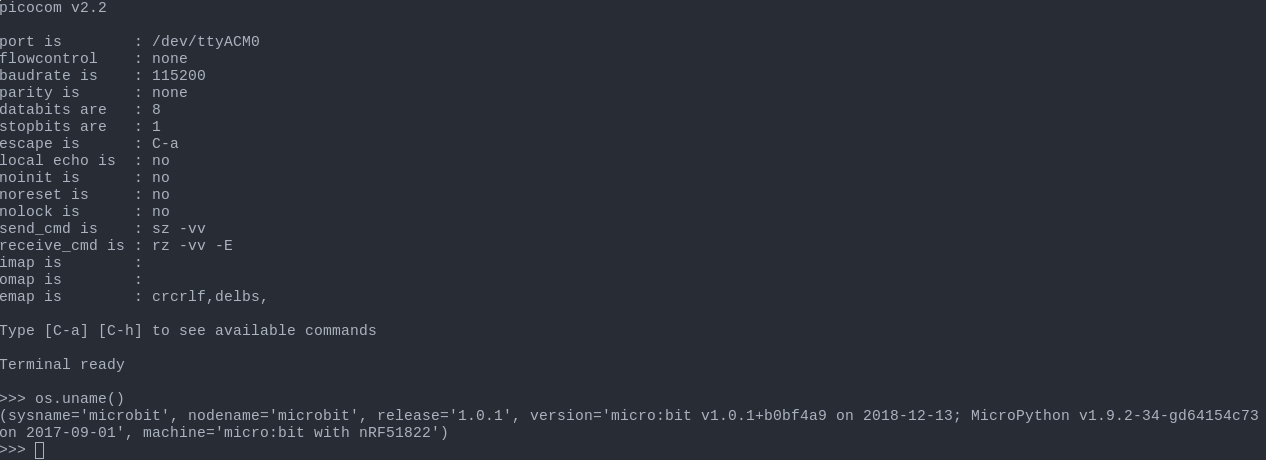 picocom v2.2
port is        : /dev/ttyACM0
flowcontrol    : none
baudrate is    : 115200
parity is      : none
databits are   : 8
stopbits are   : 1
escape is      : C-a
local echo is  : no
noinit is      : no
noreset is     : no
nolock is      : no
send_cmd is    : sz -vv
receive_cmd is : rz -vv -E
imap is        :
omap is        :
emap is        : crcrlf,delbs,
Type [C-a] [C-h] to see available commands
Terminal ready
>>> os.uname()
(sysname='microbit', nodename='microbit', release='1.0.1', version='micro:bit v1.0.1+b0bf4a9 on 2018-12-13; MicroPython v1.9.2-34-gd64154c73
on 2017-09-01', machine='micro:bit with nRF51822')
>>>